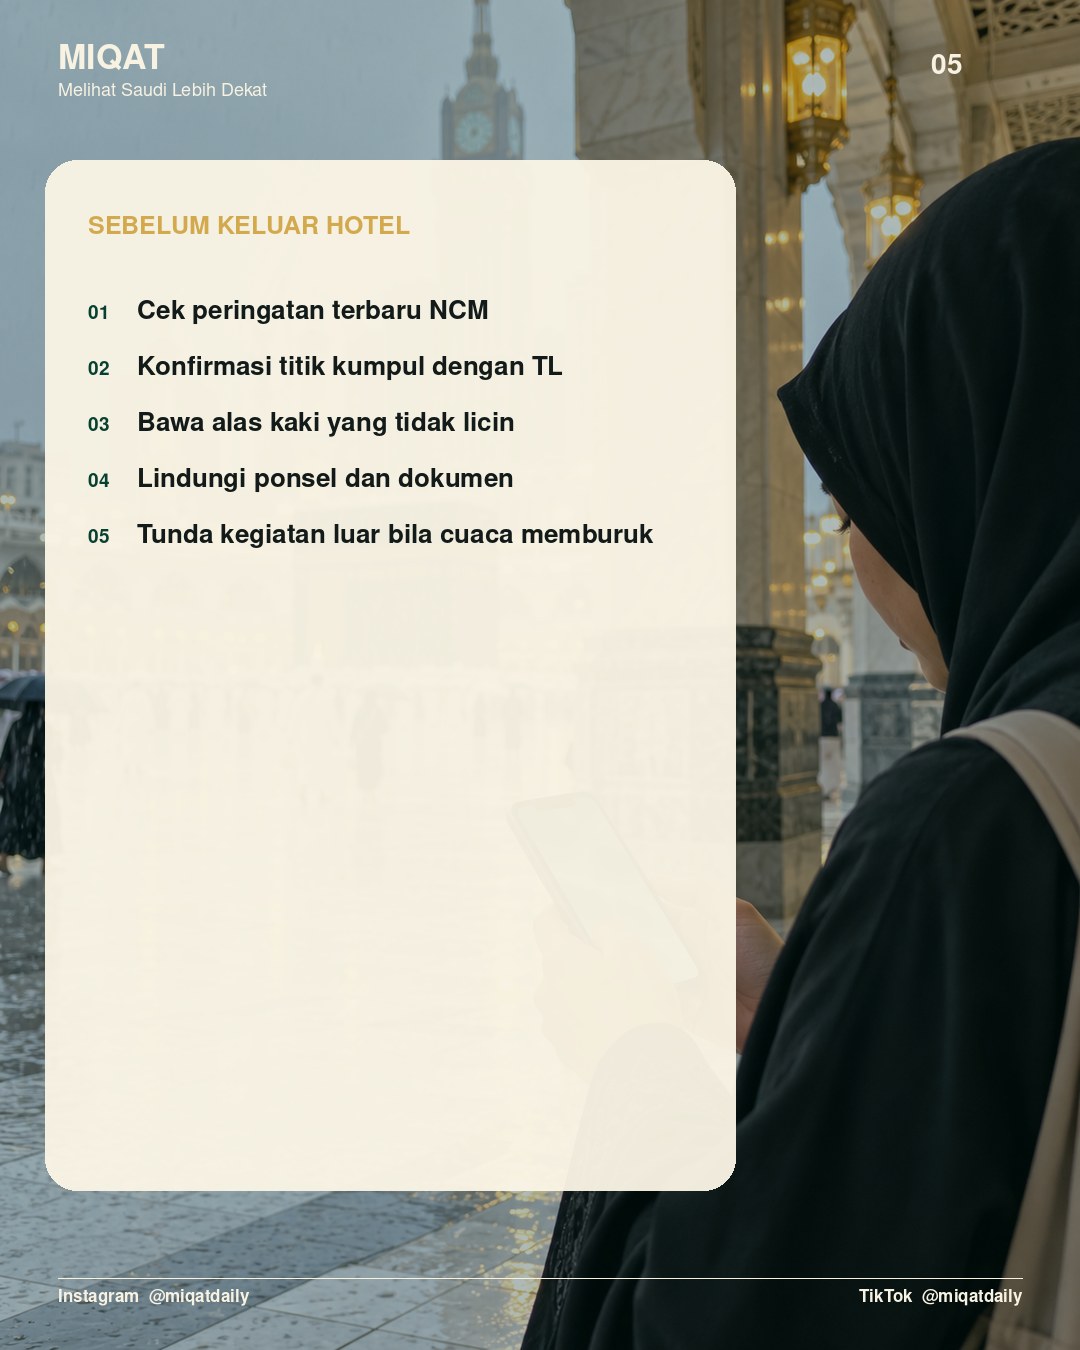 MIQAT
Melihat Saudi Lebih Dekat
05
SEBELUM KELUAR HOTEL
01 Cek peringatan terbaru NCM
02 Konfirmasi titik kumpul dengan TL
03 Bawa alas kaki yang tidak licin
04 Lindungi ponsel dan dokumen
05 Tunda kegiatan luar bila cuaca memburuk
Instagram @miqatdaily
TikTok @miqatdaily